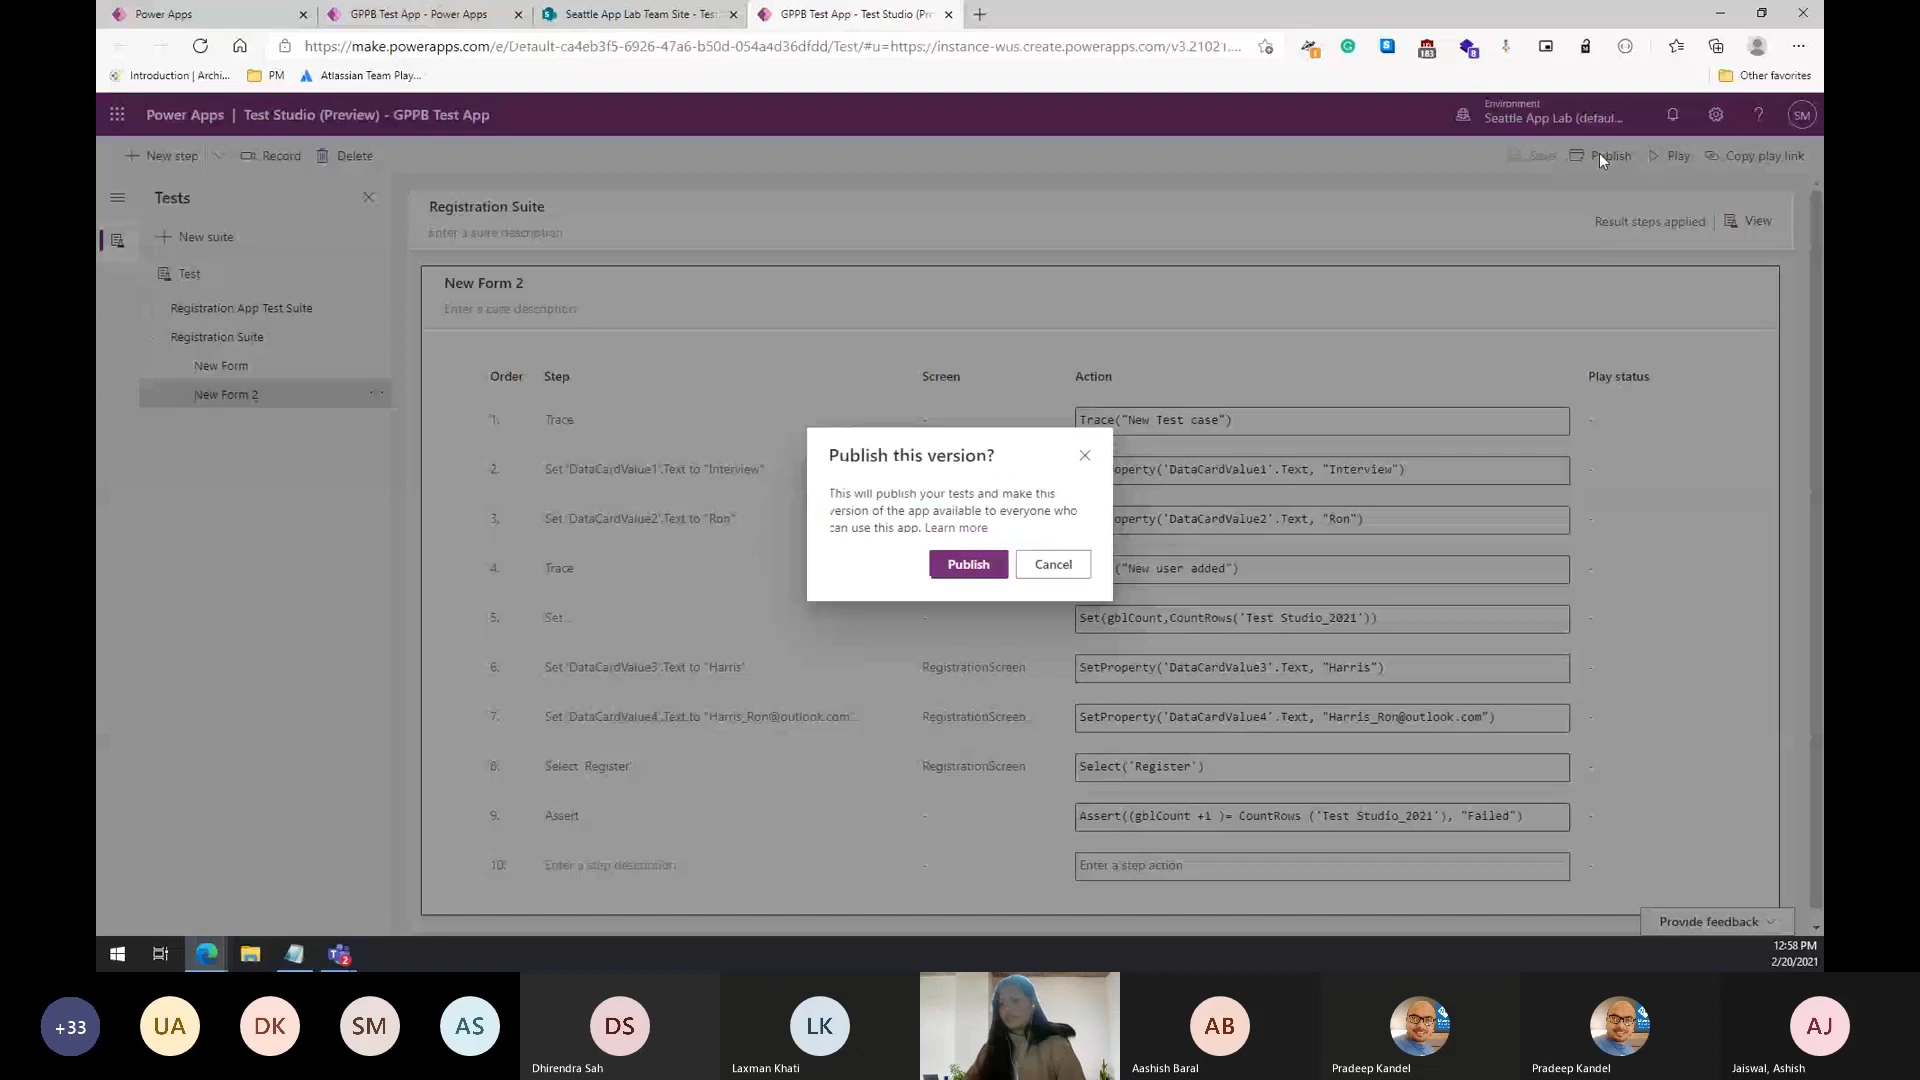 Power Apps
GPPB Test App - Power Apps
Seattle App Lab Team Site - Tes
GPPB Test App - Test Studio (Pr
https://make.powerapps.com/e/Default-ca4eb3f5-6926-47a6-b50d-054a4d36dfdd/Test/#u=https://instance-wus.create.powerapps.com/v3.21021....
183
8
Introduction | Archi...
PM
Atlassian Team Play...
Other favorites
Power Apps | Test Studio (Preview) - GPPB Test App
Environment
Seattle App Lab (defaul...
?
SM
New step
Record
Delete
Save
Publish
Play
Copy play link
Tests
New suite
Test
Registration App Test Suite
Registration Suite
New Form
New Form 2
...
Registration Suite
Enter a suite description
Result steps applied
View
New Form 2
Enter a case description
Order Step Screen Action Play status
1. Trace - Trace("New Test case") -
2. Set 'DataCardValue1'.Text to "Interview" operty('DataCardValue1'.Text, "Interview") -
3. Set 'DataCardValue2'.Text to "Ron" operty('DataCardValue2'.Text, "Ron") -
4. Trace ("New user added") -
5. Set... - Set(gblCount,CountRows('Test Studio_2021')) -
6. Set 'DataCardValue3'.Text to "Harris" RegistrationScreen SetProperty('DataCardValue3'.Text, "Harris") -
7. Set 'DataCardValue4'.Text to "Harris_Ron@outlook.com"... RegistrationScreen SetProperty('DataCardValue4'.Text, "Harris_Ron@outlook.com") -
8. Select 'Register' RegistrationScreen Select('Register') -
9. Assert - Assert((gblCount +1 )= CountRows ('Test Studio_2021'), "Failed") -
10. Enter a step description - Enter a step action -
Publish this version?
This will publish your tests and make this
version of the app available to everyone who
can use this app. Learn more
Publish
Cancel
Provide feedback
2
12:58 PM
2/20/2021
+33
UA
DK
SM
AS
DS
Dhirendra Sah
LK
Laxman Khati
AB
Aashish Baral
Pradeep Kandel
Pradeep Kandel
AJ
Jaiswal, Ashish